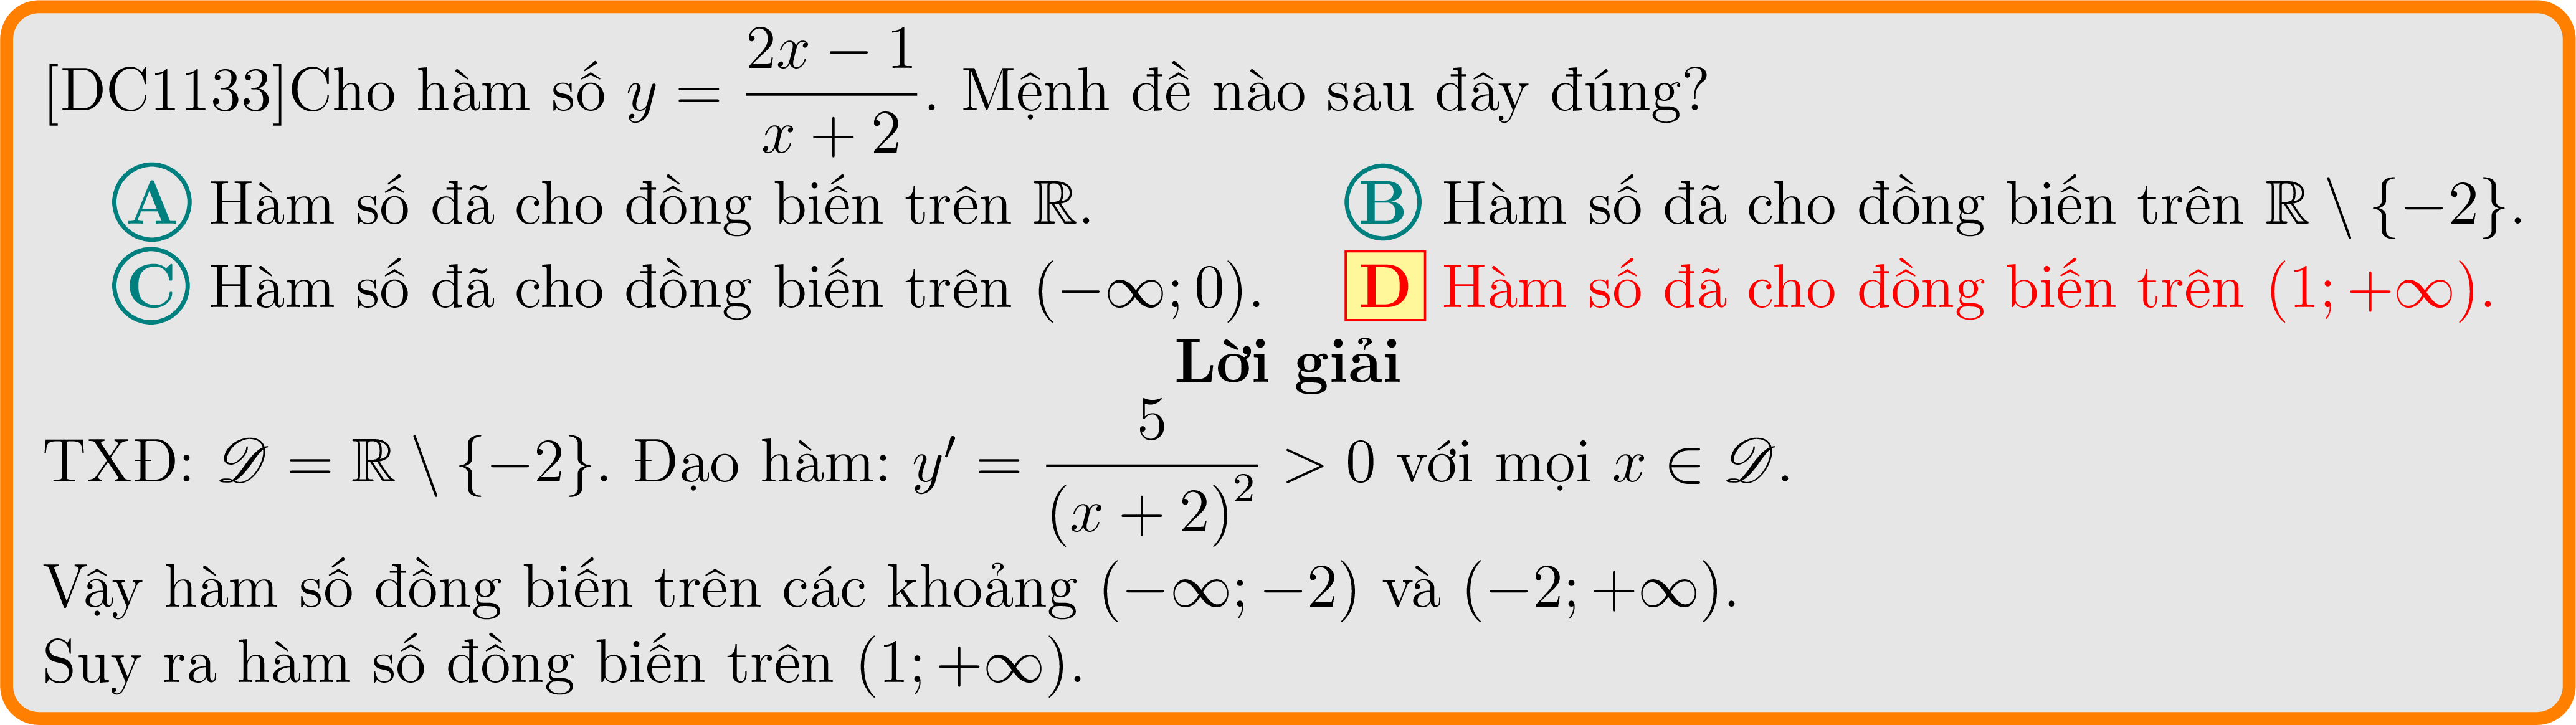 [DC1133]Cho hàm số $y = \dfrac{2x-1}{x+2}$. Mệnh đề nào sau đây đúng?
A Hàm số đã cho đồng biến trên $\mathbb{R}$.
B Hàm số đã cho đồng biến trên $\mathbb{R} \setminus \{-2\}$.
C Hàm số đã cho đồng biến trên $(-\infty; 0)$.
D Hàm số đã cho đồng biến trên $(1; +\infty)$.
Lời giải
TXĐ: $\mathscr{D} = \mathbb{R} \setminus \{-2\}$. Đạo hàm: $y' = \dfrac{5}{(x+2)^2} > 0$ với mọi $x \in \mathscr{D}$.
Vậy hàm số đồng biến trên các khoảng $(-\infty; -2)$ và $(-2; +\infty)$.
Suy ra hàm số đồng biến trên $(1; +\infty)$.